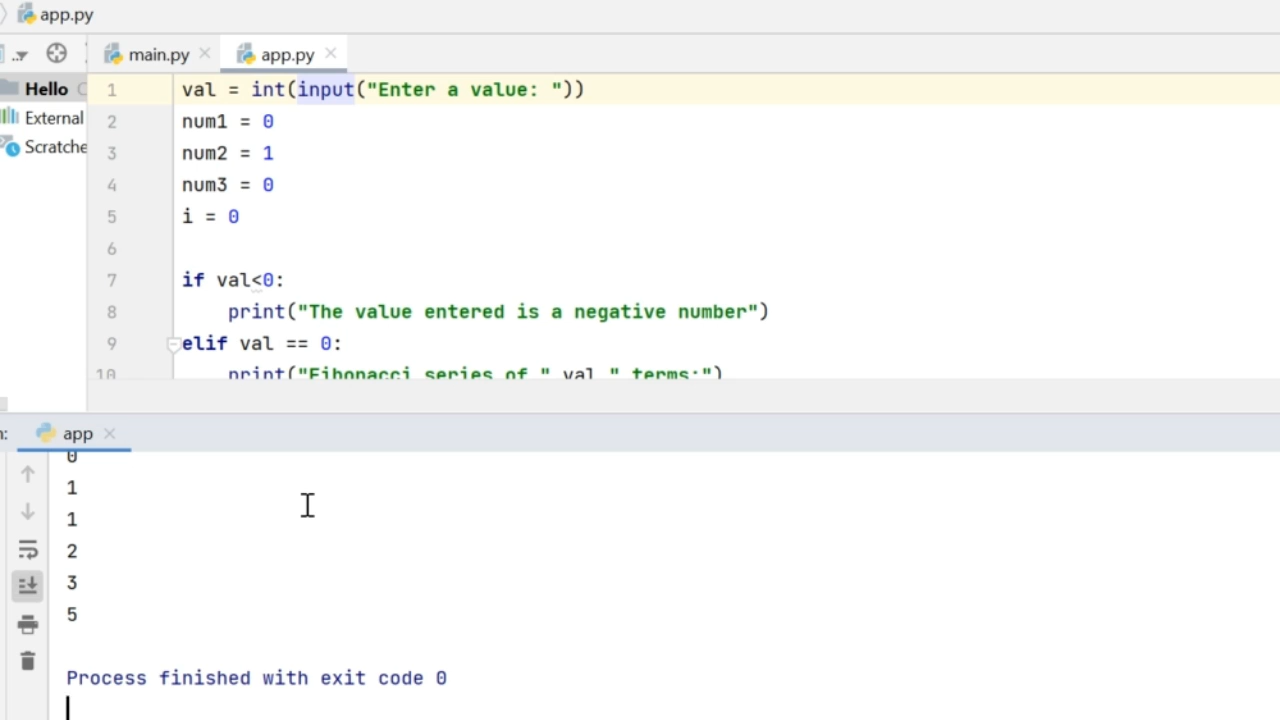 app.py
main.py
app.py
Hello
External
Scratche
1 val = int(input("Enter a value: "))
2 num1 = 0
3 num2 = 1
4 num3 = 0
5 i = 0
6
7 if val<0:
8 print("The value entered is a negative number")
9 elif val == 0:
10 print("Fibonacci series of " val " terms:")
app
0
1
1
2
3
5
Process finished with exit code 0